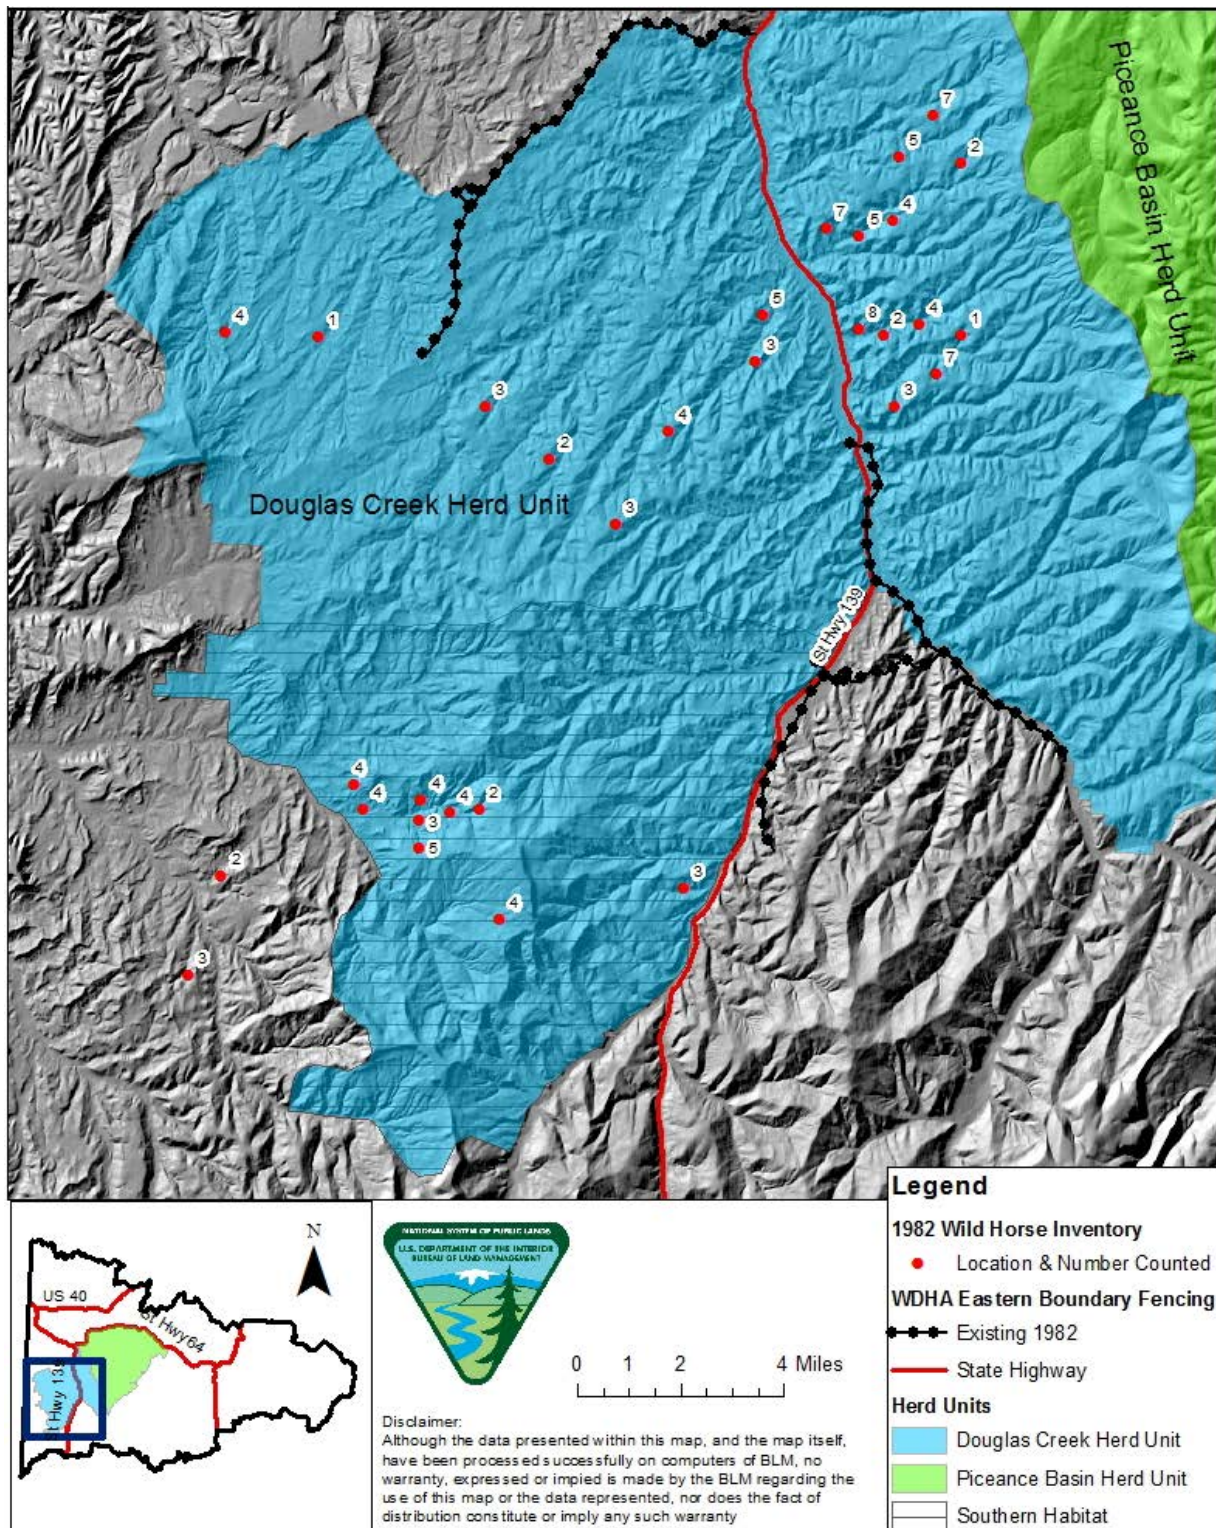 Piceance Basin Herd Unit
7
5
2
4
7
5
4
1
5
8
2
4
1
3
7
3
3
4
2
Douglas Creek Herd Unit
3
St Hwy 139
4
4
4
4
2
3
5
2
3
4
3
N
US 40
St Hwy 64
St Hwy 139
NATIONAL SYSTEM OF PUBLIC LANDS
U.S. DEPARTMENT OF THE INTERIOR
BUREAU OF LAND MANAGEMENT
0 1 2 4 Miles
Disclaimer:
Although the data presented within this map, and the map itself,
have been processed successfully on computers of BLM, no
warranty, expressed or impied is made by the BLM regarding the
use of this map or the data represented, nor does the fact of
distribution constitute or imply any such warranty
Legend
1982 Wild Horse Inventory
Location & Number Counted
WDHA Eastern Boundary Fencing
Existing 1982
State Highway
Herd Units
Douglas Creek Herd Unit
Piceance Basin Herd Unit
Southern Habitat